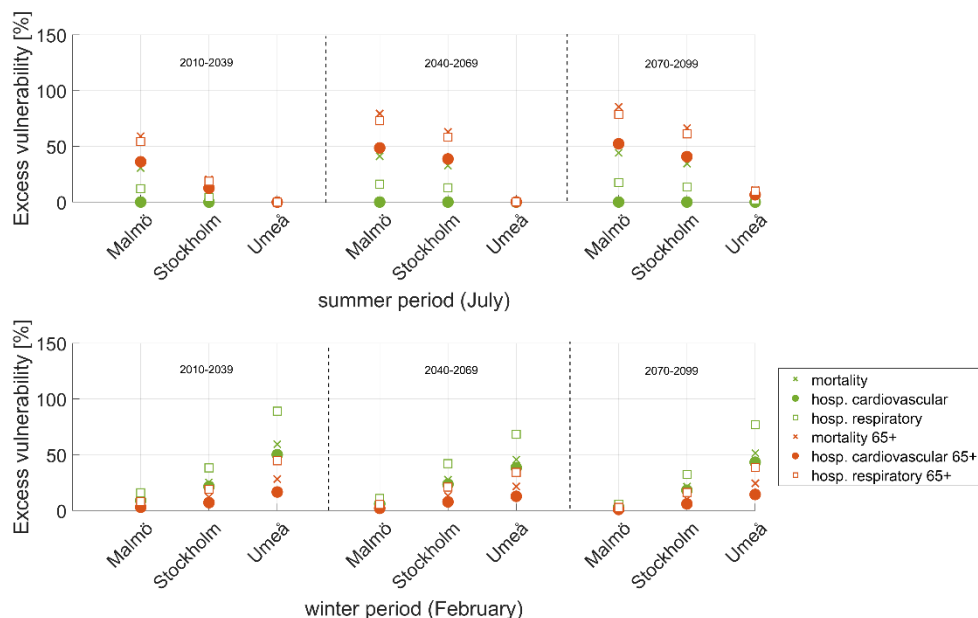 Excess vulnerability [%]
150
100
50
0
2010-2039
2040-2069
2070-2099
Malmö
Stockholm
Umeå
Malmö
Stockholm
Umeå
Malmö
Stockholm
Umeå
summer period (July)
Excess vulnerability [%]
150
100
50
0
2010-2039
2040-2069
2070-2099
Malmö
Stockholm
Umeå
Malmö
Stockholm
Umeå
Malmö
Stockholm
Umeå
winter period (February)
mortality
hosp. cardiovascular
hosp. respiratory
mortality 65+
hosp. cardiovascular 65+
hosp. respiratory 65+